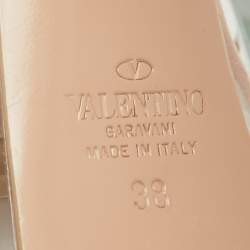 VALENTINO
GARAVANI
MADE IN ITALY
38